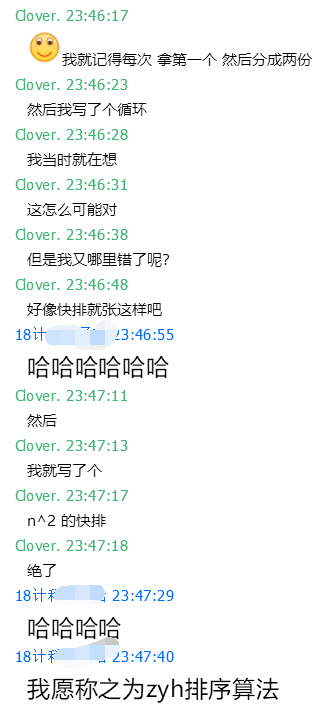 Clover. 23:46:17
我就记得每次 拿第一个 然后分成两份
Clover. 23:46:23
然后我写了个循环
Clover. 23:46:28
我当时就在想
Clover. 23:46:31
这怎么可能对
Clover. 23:46:38
但是我又哪里错了呢?
Clover. 23:46:48
好像快排就张这样吧
18计 23:46:55
哈哈哈哈哈哈
Clover. 23:47:11
然后
Clover. 23:47:13
我就写了个
Clover. 23:47:17
n^2 的快排
Clover. 23:47:18
绝了
18计 23:47:29
哈哈哈哈
18计 23:47:40
我愿称之为zyh排序算法